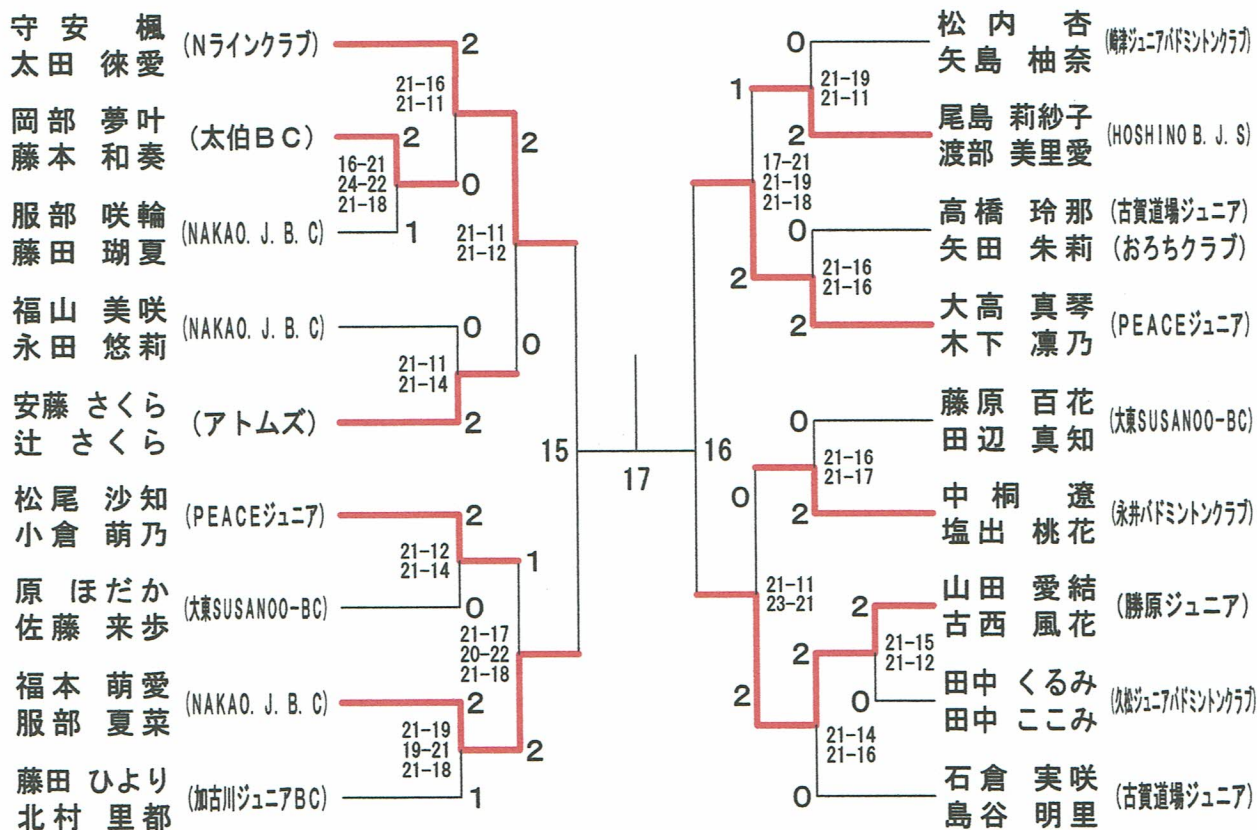 守安 楓
太田 徠愛
(Nラインクラブ)
2
21-16
21-11
岡部 夢叶
藤本 和奏
(太伯BC)
2
16-21
24-22
21-18
0
2
服部 咲輪
藤田 瑚夏
(NAKAO. J. B. C)
1
21-11
21-12
福山 美咲
永田 悠莉
(NAKAO. J. B. C)
0
21-11
21-14
0
安藤 さくら
辻 さくら
(アトムズ)
2
15
松尾 沙知
小倉 萌乃
(PEACEジュニア)
2
21-12
21-14
1
原 ほだか
佐藤 来歩
(大東SUSANOO-BC)
0
21-17
20-22
21-18
福本 萌愛
服部 夏菜
(NAKAO. J. B. C)
2
21-19
19-21
21-18
2
藤田 ひより
北村 里都
(加古川ジュニアBC)
1
17
16
松内 杏
矢島 柚奈
(崎津ジュニアバドミントンクラブ)
0
21-19
21-11
1
尾島 莉紗子
渡部 美里愛
(HOSHINO B. J. S)
2
17-21
21-19
21-18
高橋 玲那
矢田 朱莉
(古賀道場ジュニア)
(おろちクラブ)
0
21-16
21-16
2
大高 真琴
木下 凛乃
(PEACEジュニア)
2
藤原 百花
田辺 真知
(大東SUSANOO-BC)
0
21-16
21-17
0
中桐 遼
塩出 桃花
(永井バドミントンクラブ)
2
21-11
23-21
山田 愛結
古西 風花
(勝原ジュニア)
2
21-15
21-12
2
田中 くるみ
田中 ここみ
(久松ジュニアバドミントンクラブ)
0
2
21-14
21-16
石倉 実咲
島谷 明里
(古賀道場ジュニア)
0